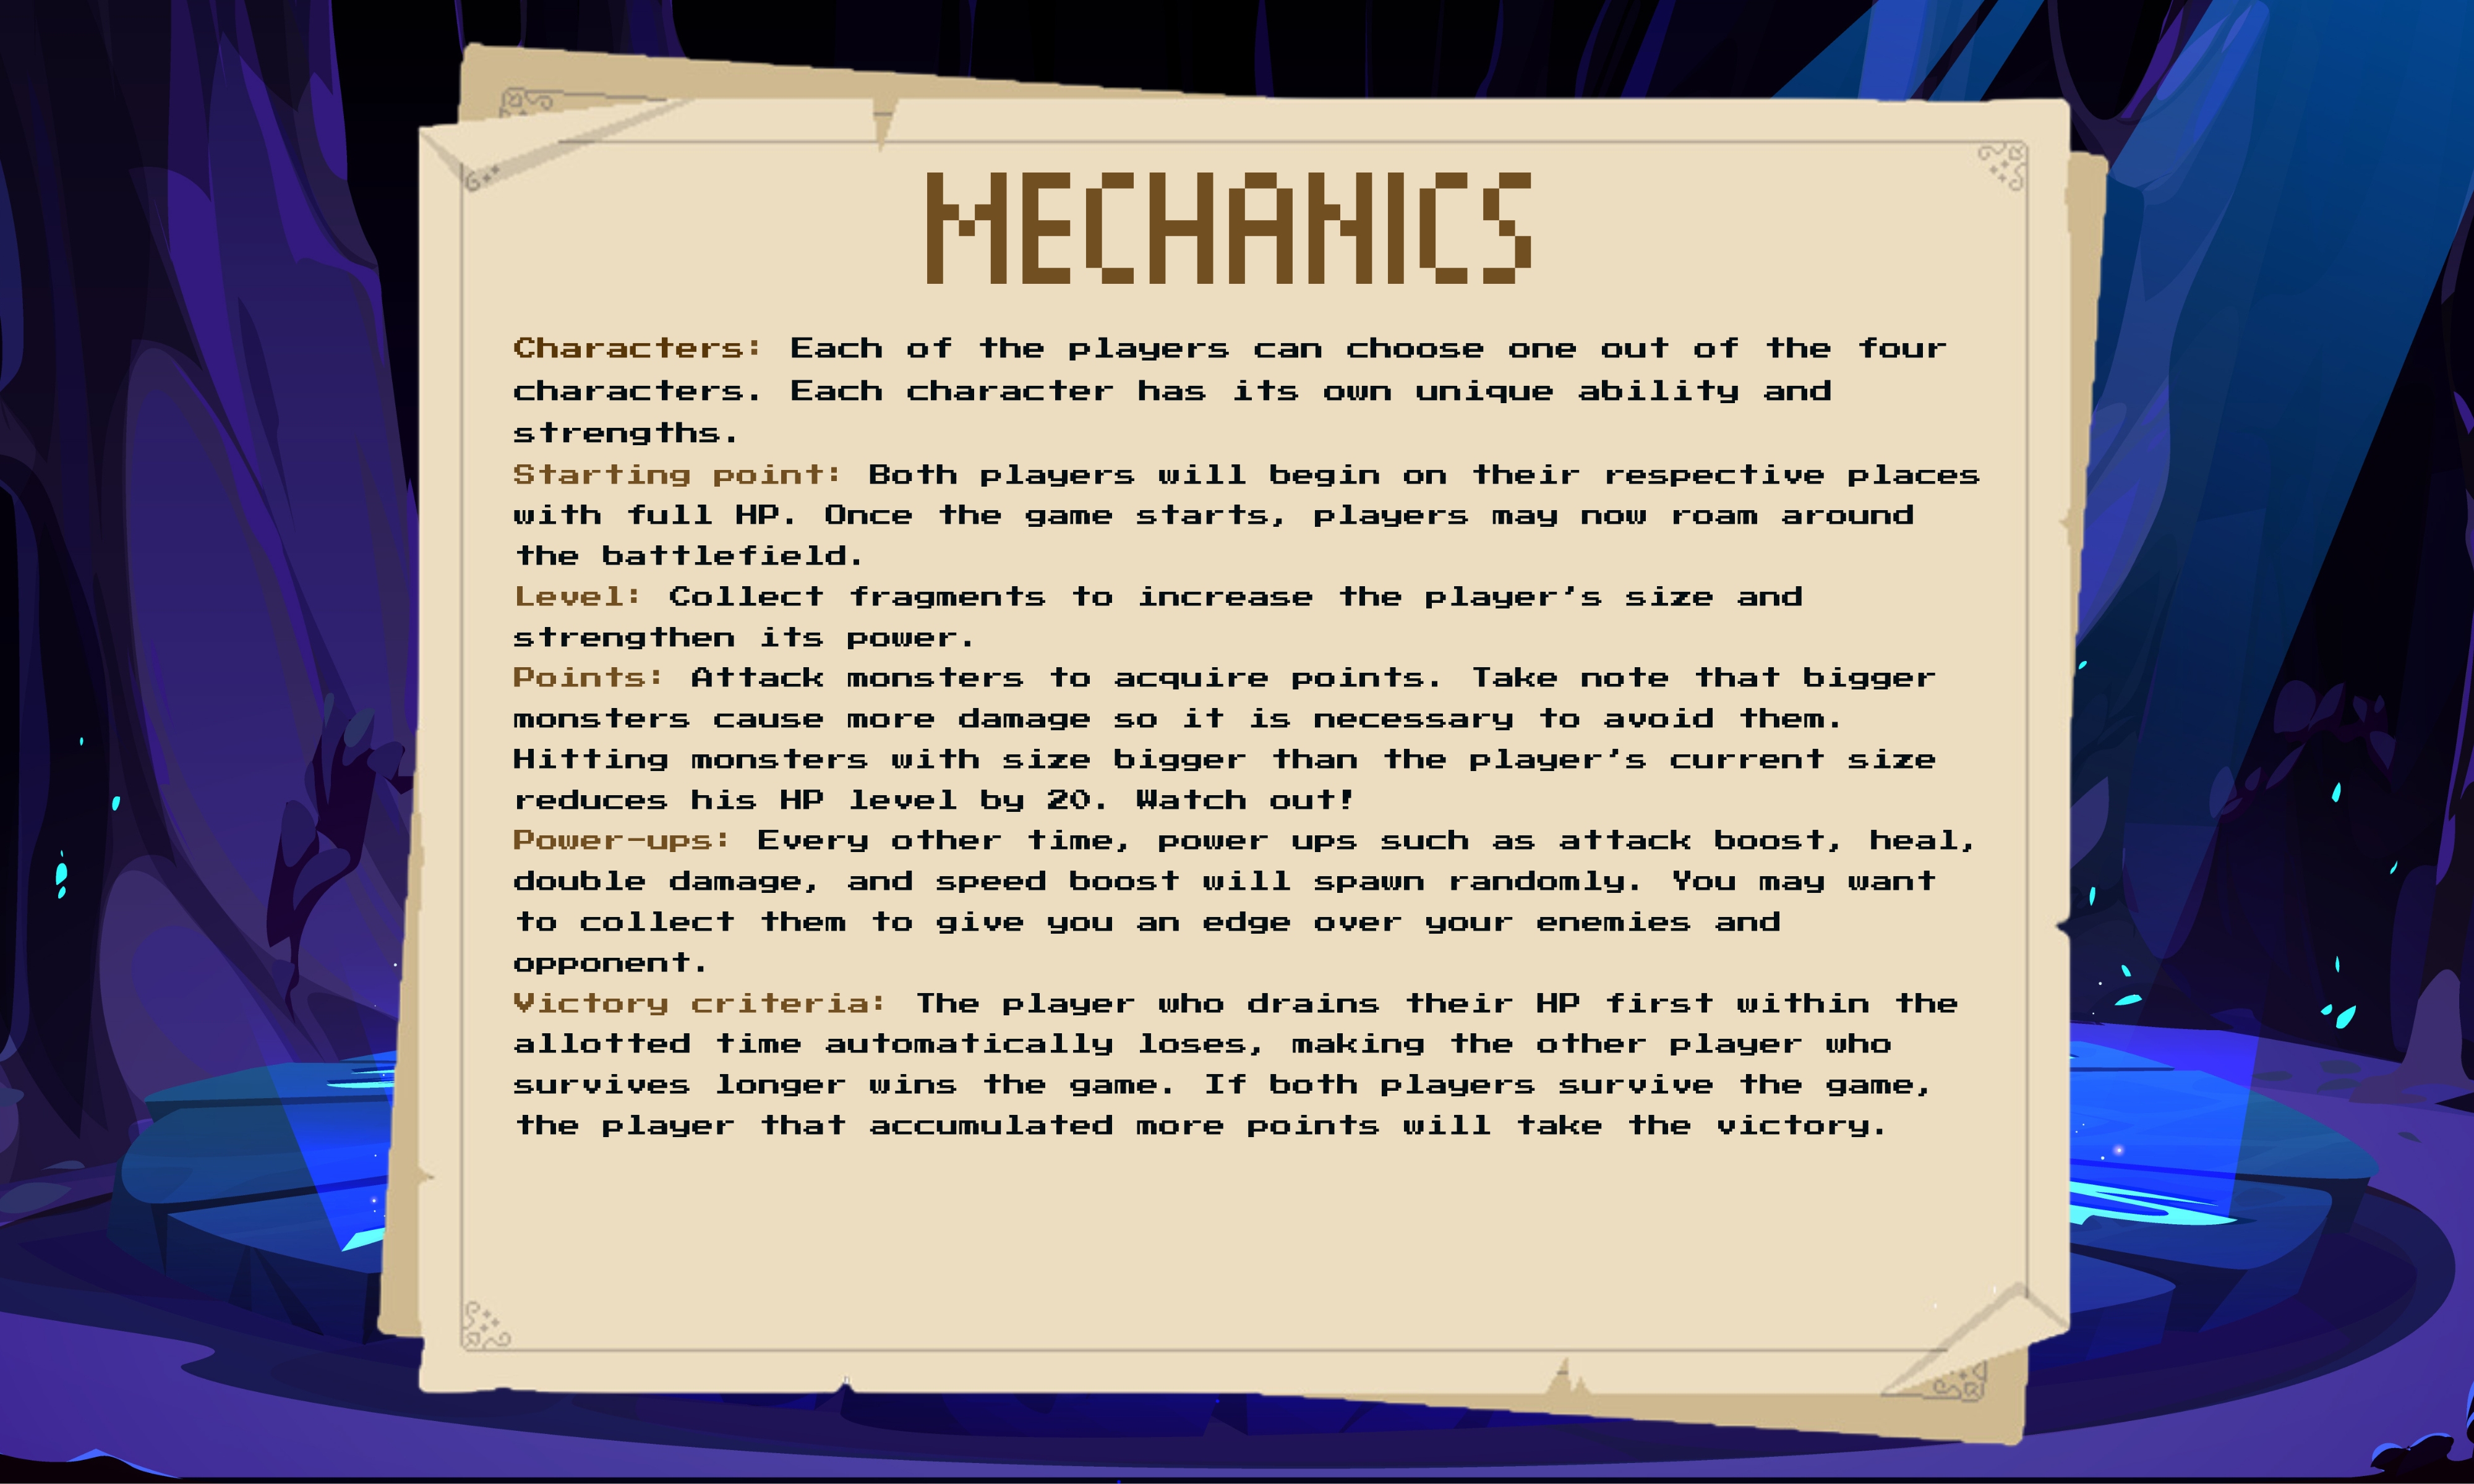 MECHANICS
Characters: Each of the players can choose one out of the four
characters. Each character has its own unique ability and
strengths.
Starting point: Both players will begin on their respective places
with full HP. Once the game starts, players may now roam around
the battlefield.
Level: Collect fragments to increase the player's size and
strengthen its power.
Points: Attack monsters to acquire points. Take note that bigger
monsters cause more damage so it is necessary to avoid them.
Hitting monsters with size bigger than the player's current size
reduces his HP level by 20. Watch out!
Power-ups: Every other time, power ups such as attack boost, heal,
double damage, and speed boost will spawn randomly. You may want
to collect them to give you an edge over your enemies and
opponent.
Victory criteria: The player who drains their HP first within the
allotted time automatically loses, making the other player who
survives longer wins the game. If both players survive the game,
the player that accumulated more points will take the victory.